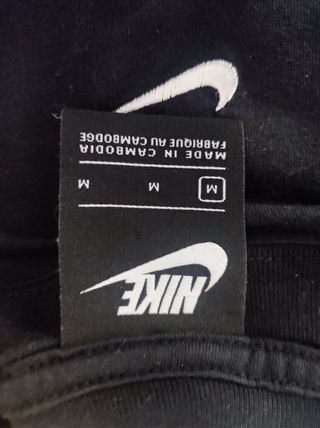 NIKE
M M M
MADE IN CAMBODIA
FABRIQUE AU CAMBODGE